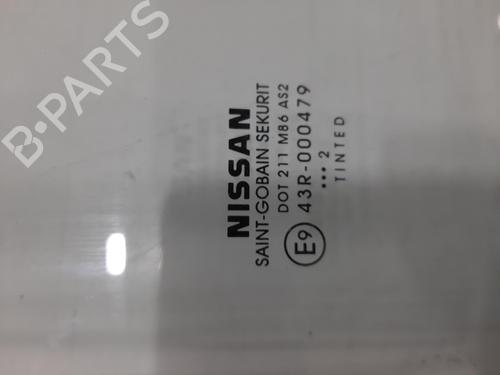 B-PARTS
NISSAN
SAINT-GOBAIN SEKURIT
DOT 211 M86 AS2
E9 43R-000479
••• 2
TINTED